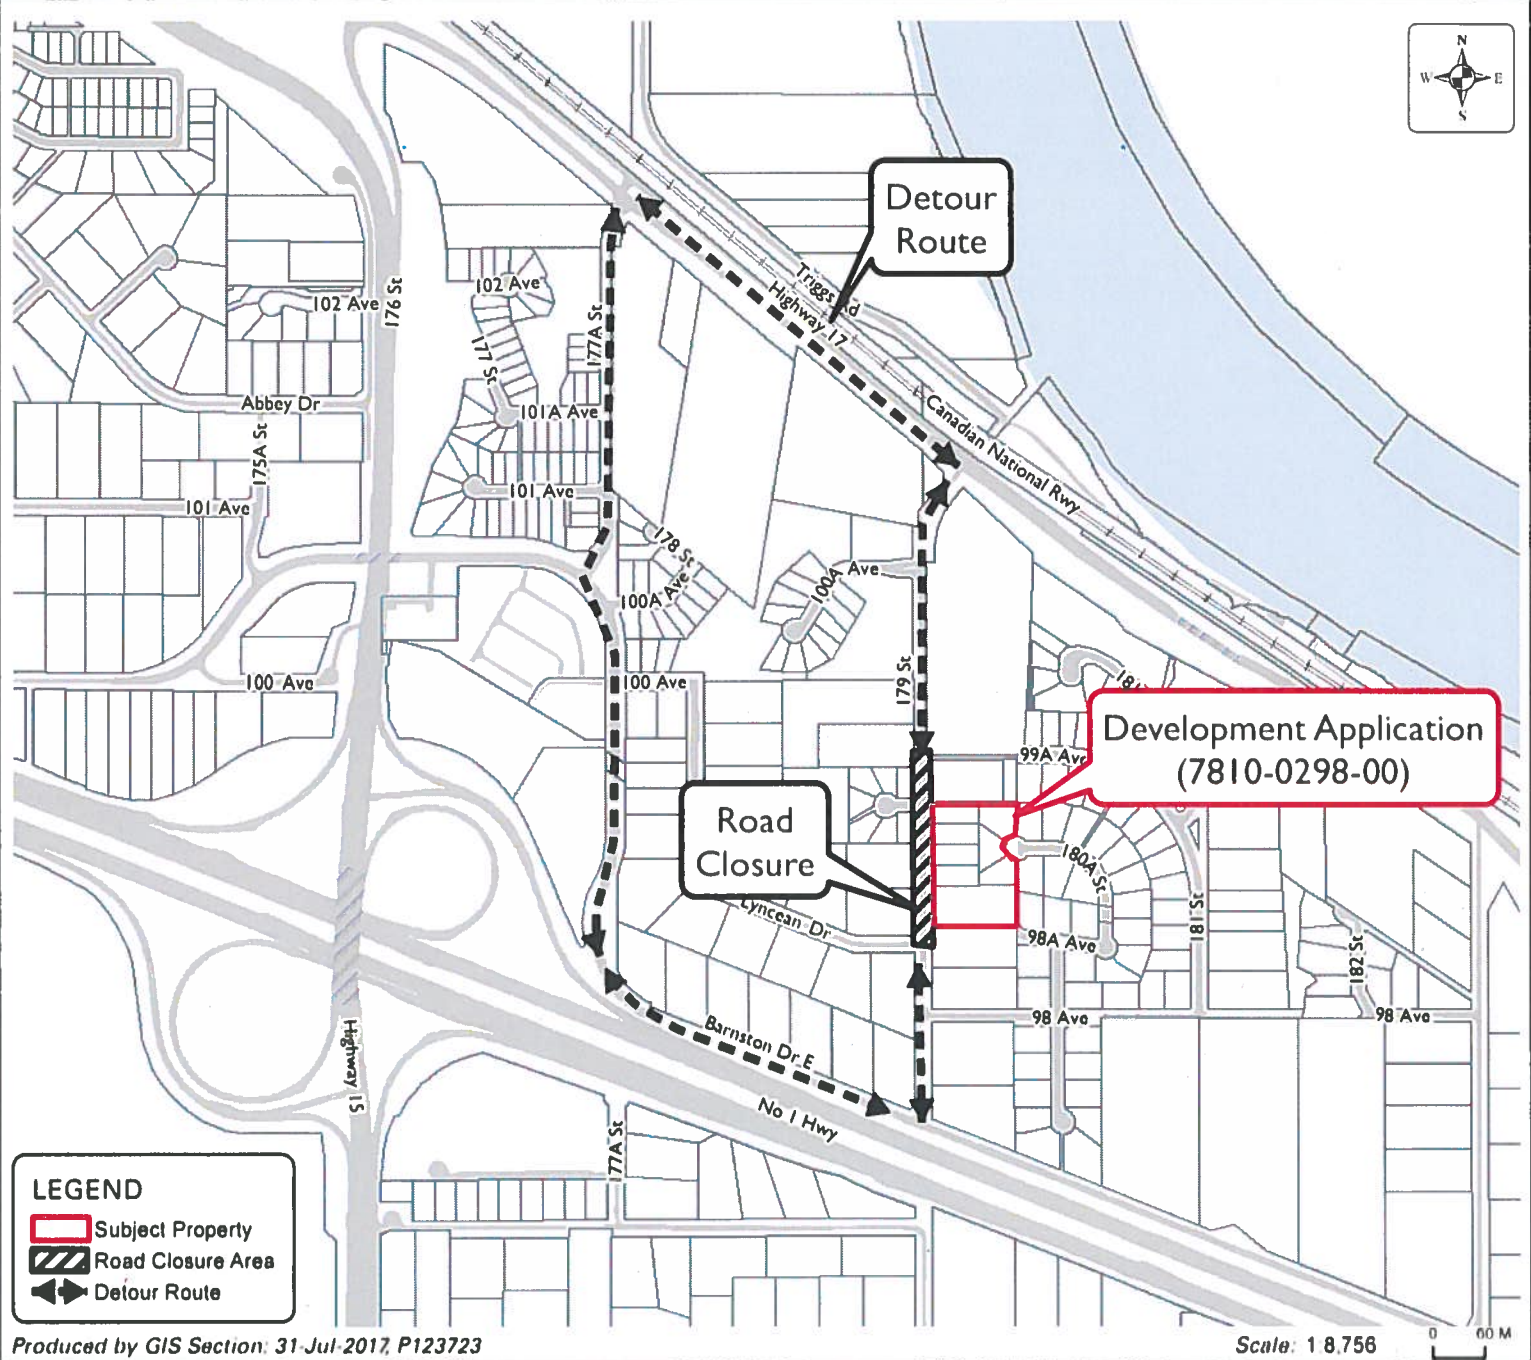 N
W E
S
Detour
Route
Triggs Rd
Highway 17
Canadian National Rwy
102 Ave
176 St
102 Ave
177 St
177A St
101A Ave
Abbey Dr
175A St
101 Ave
101 Ave
178 St
100A Ave
100A Ave
179 St
100 Ave
100 Ave
181
Development Application
(7810-0298-00)
99A Ave
Road
Closure
180A St
Lyncean Dr
98A Ave
181 St
182 St
98 Ave
98 Ave
Barnston Dr E
No 1 Hwy
Highway 15
177A St
LEGEND
Subject Property
Road Closure Area
Detour Route
Produced by GIS Section: 31-Jul-2017, P123723
Scale: 1:8,756
0 60 M